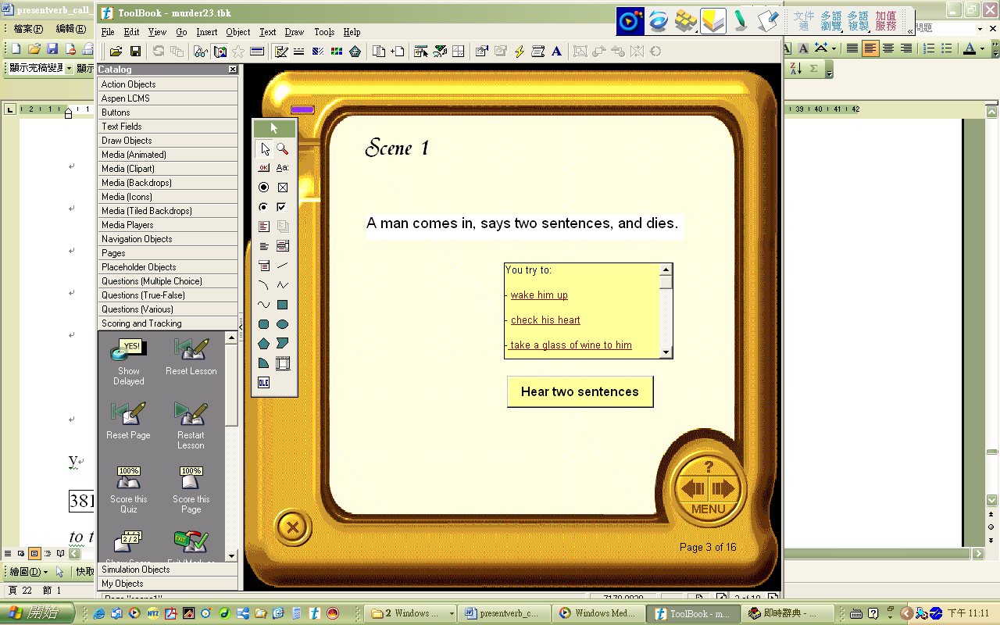 presentverb_call_
ToolBook - murder23.tbk
檔案(F) 編輯(E)
File Edit View Go Insert Object Text Draw Tools Help
文件通
多語瀏覽
多語複製
加值服務
問題
顯示完稿變更
顯示
Catalog
Action Objects
Aspen LCMS
Buttons
Text Fields
Draw Objects
Media (Animated)
Media (Clipart)
Media (Backdrops)
Media (Icons)
Media (Tiled Backdrops)
Media Players
Navigation Objects
Pages
Placeholder Objects
Questions (Multiple Choice)
Questions (True-False)
Questions (Various)
Scoring and Tracking
YES!
Show Delayed
Reset Lesson
Reset Page
Restart Lesson
100%
100%
Score this Quiz
Score this Page
2 / 2
EXIT
Simulation Objects
My Objects
2 1 1
39 40 41 42
OK
Aa:
OLE
Scene 1
A man comes in, says two sentences, and dies.
You try to:
- wake him up
- check his heart
- take a glass of wine to him
Hear two sentences
?
MENU
Page 3 of 16
y
381
to t
繪圖(D)
快取
頁 22 節 1
開始
2 Windows ...
presentverb_c...
Windows Med...
ToolBook - m...
即時辭典 - ...
下午 11:11